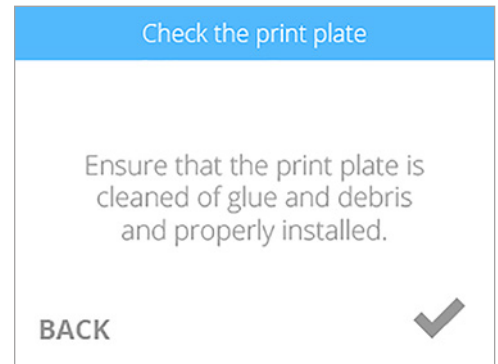 Check the print plate
Ensure that the print plate is
cleaned of glue and debris
and properly installed.
BACK